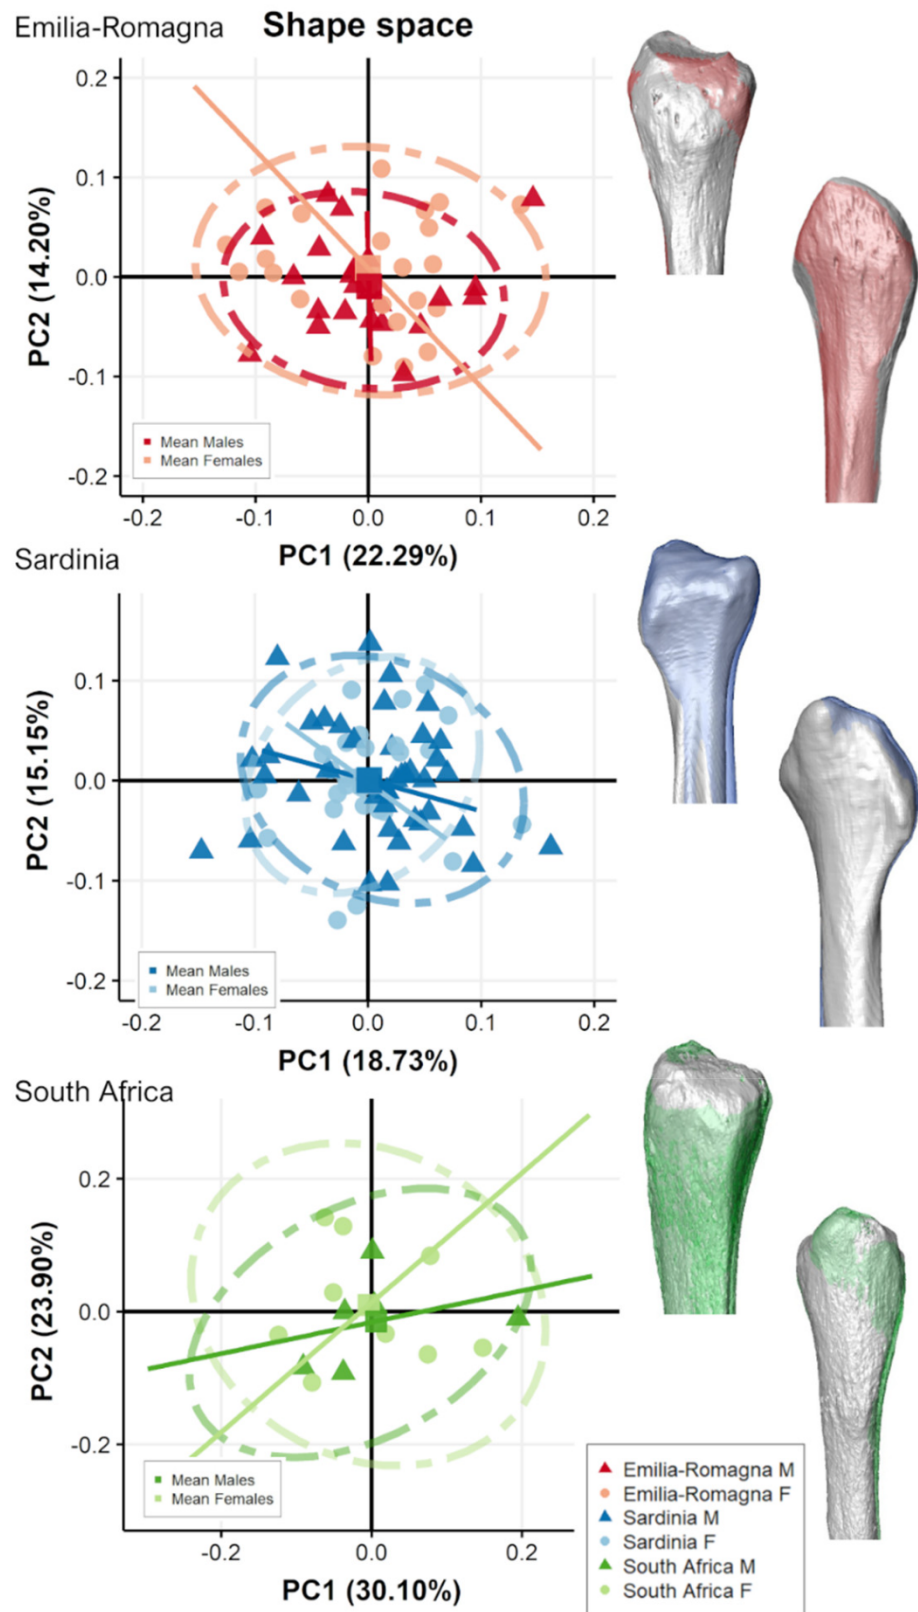 Emilia-Romagna
Shape space
0.2
0.1
0.0
-0.1
-0.2
PC2 (14.20%)
Mean Males
Mean Females
-0.2 -0.1 0.0 0.1 0.2
PC1 (22.29%)
Sardinia
0.1
0.0
-0.1
-0.2
PC2 (15.15%)
Mean Males
Mean Females
-0.2 -0.1 0.0 0.1 0.2
PC1 (18.73%)
South Africa
0.2
0.0
-0.2
PC2 (23.90%)
Mean Males
Mean Females
-0.2 0.0 0.2
PC1 (30.10%)
Emilia-Romagna M
Emilia-Romagna F
Sardinia M
Sardinia F
South Africa M
South Africa F